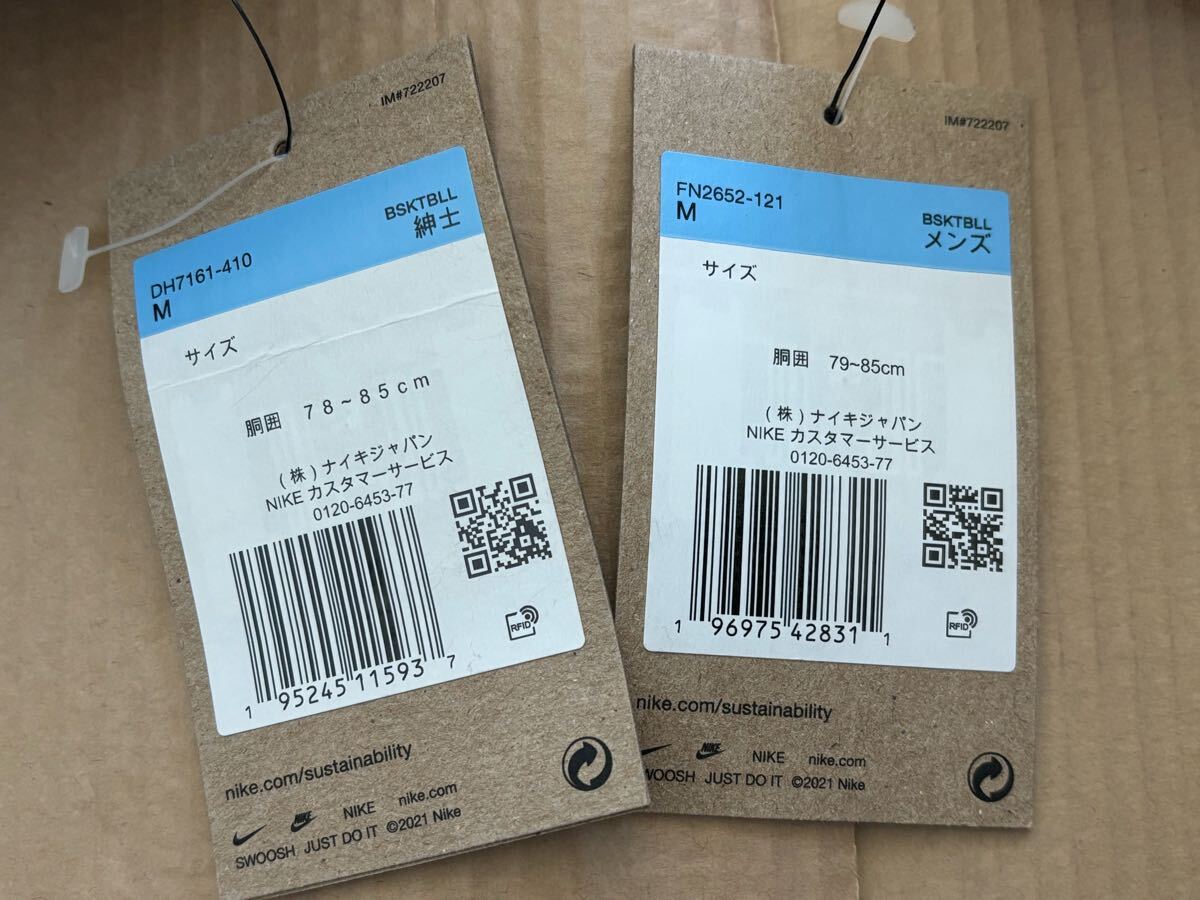 IM#722207
DH7161-410
M
BSKTBLL
紳士
サイズ
胴囲 78~85cm
(株)ナイキジャパン
NIKE カスタマーサービス
0120-6453-77
1 95245 11593 7
RFID
nike.com/sustainability
NIKE NIKE nike.com
SWOOSH JUST DO IT ©2021 Nike
IM#722207
FN2652-121
M
BSKTBLL
メンズ
サイズ
胴囲 79~85cm
(株)ナイキジャパン
NIKE カスタマーサービス
0120-6453-77
1 96975 42831 1
RFID
nike.com/sustainability
NIKE NIKE nike.com
WOOSH JUST DO IT ©2021 Nike